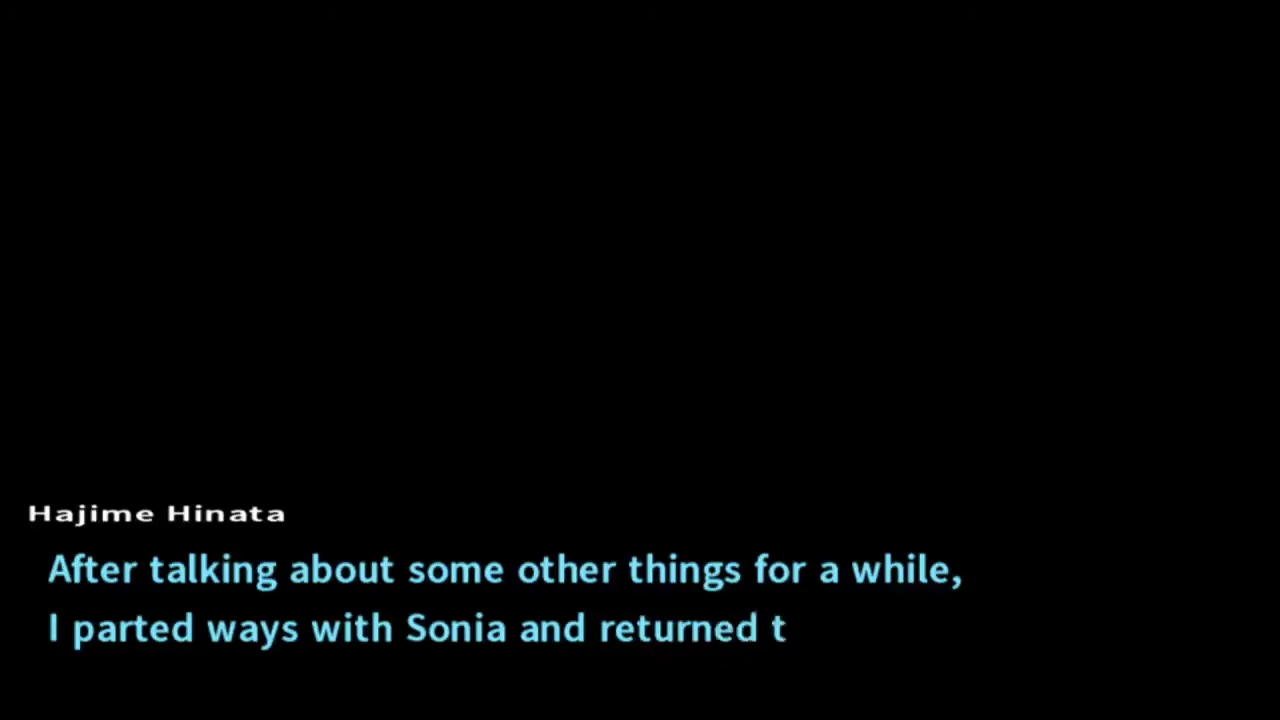 Hajime Hinata
After talking about some other things for a while,
I parted ways with Sonia and returned t